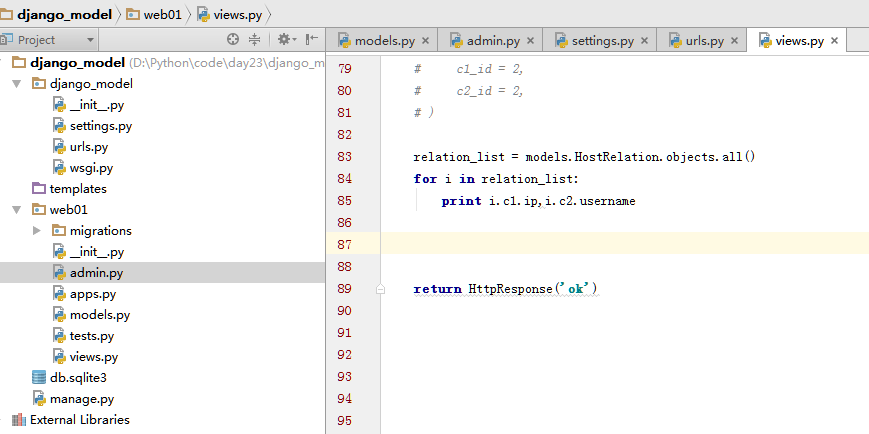 django_model web01 views.py
Project
django_model (D:\Python\code\day23\django_m
django_model
__init__.py
settings.py
urls.py
wsgi.py
templates
web01
migrations
__init__.py
admin.py
apps.py
models.py
tests.py
views.py
db.sqlite3
manage.py
External Libraries
models.py × admin.py × settings.py × urls.py × views.py ×
79 # c1_id = 2,
80 # c2_id = 2,
81 # )
82
83 relation_list = models.HostRelation.objects.all()
84 for i in relation_list:
85 print i.c1.ip,i.c2.username
86
87
88
89 return HttpResponse('ok')
90
91
92
93
94
95